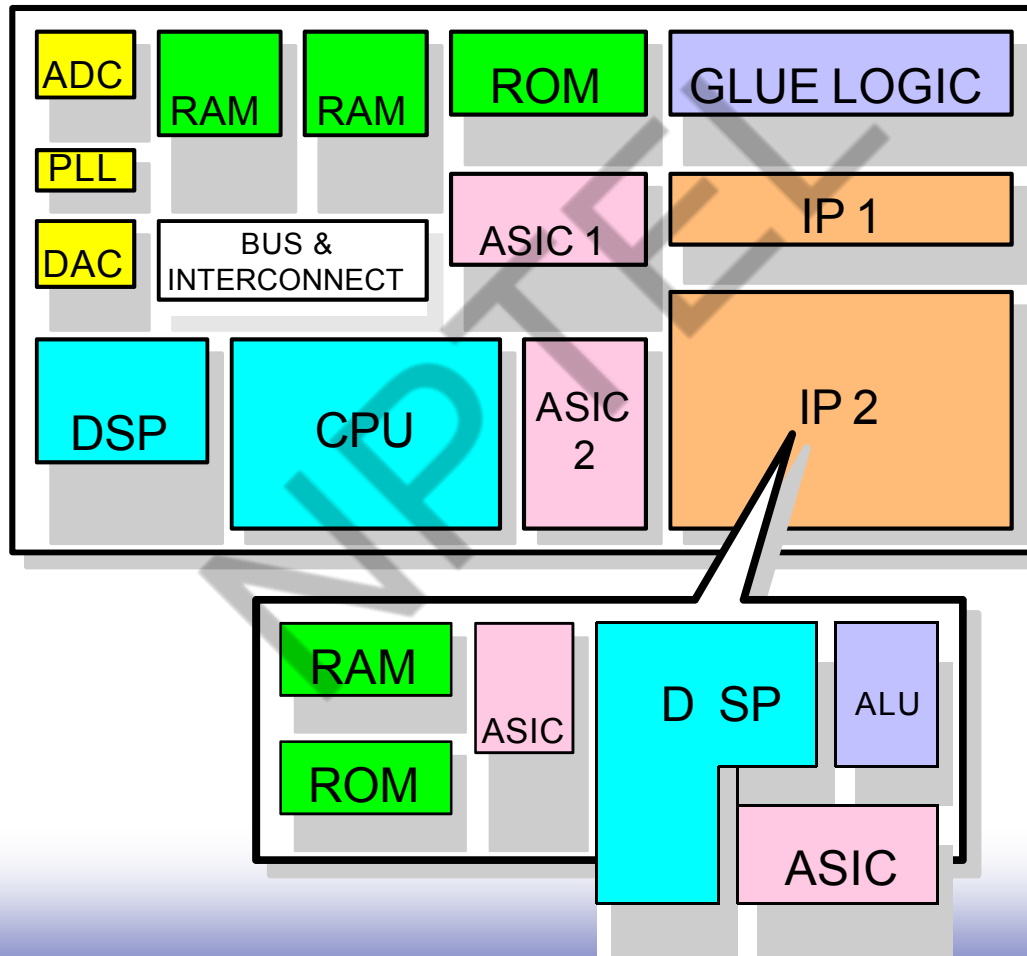 ADC
RAM
RAM
ROM
GLUE LOGIC
PLL
DAC
BUS &
INTERCONNECT
ASIC 1
IP 1
DSP
CPU
ASIC
2
IP 2
RAM
ROM
ASIC
D SP
ALU
ASIC
NPTEL